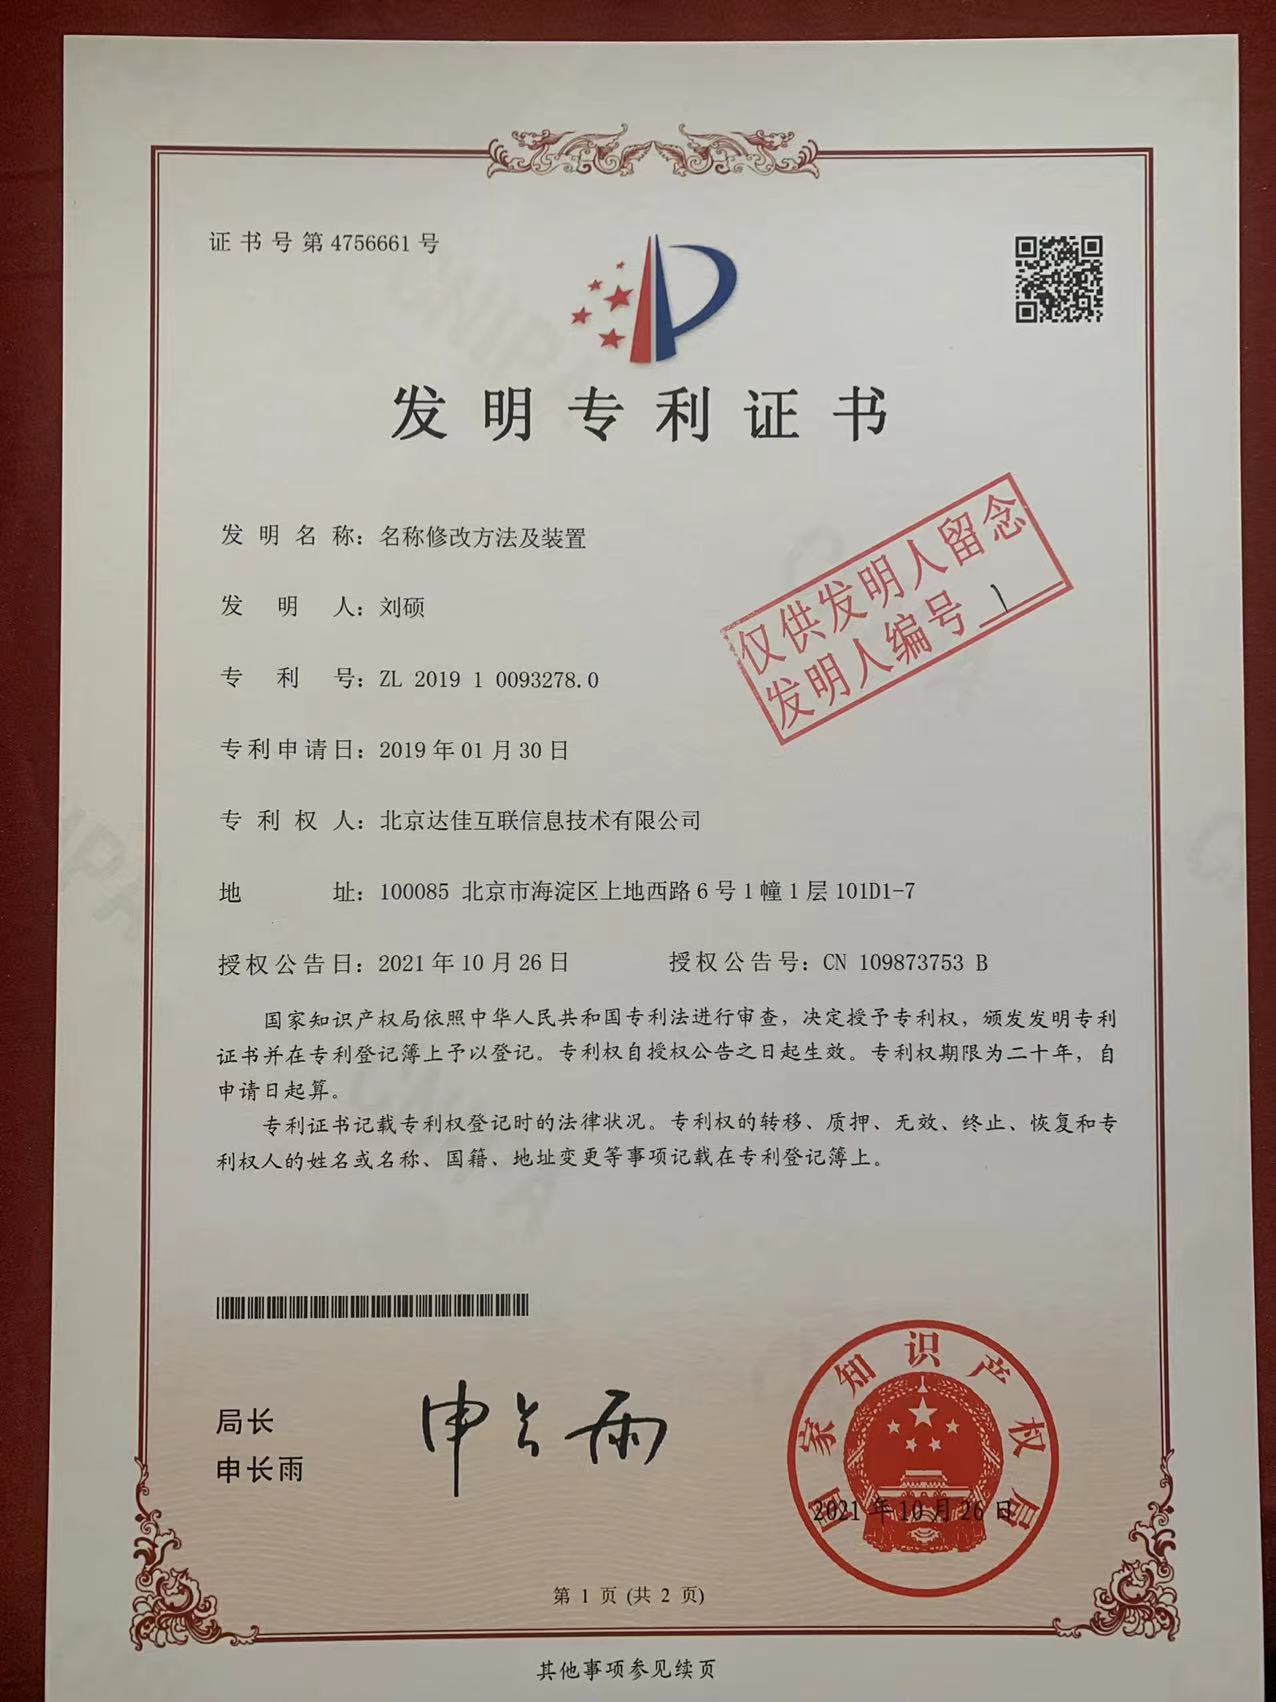 证书号第4756661号
发明专利证书
发明名称：名称修改方法及装置
发明人：刘硕
仅供发明人留念
发明人编号 1
专利号：ZL 2019 1 0093278.0
专利申请日：2019年01月30日
专利权人：北京达佳互联信息技术有限公司
地址：100085 北京市海淀区上地西路6号1幢1层101D1-7
授权公告日：2021年10月26日 授权公告号：CN 109873753 B
国家知识产权局依照中华人民共和国专利法进行审查，决定授予专利权，颁发发明专利
证书并在专利登记簿上予以登记。专利权自授权公告之日起生效。专利权期限为二十年，自
申请日起算。
专利证书记载专利权登记时的法律状况。专利权的转移、质押、无效、终止、恢复和专
利权人的姓名或名称、国籍、地址变更等事项记载在专利登记簿上。
局长
申长雨
申长雨
国家知识产权局
2021年10月26日
第 1 页 (共 2 页)
其他事项参见续页
CNIPA
CNIPA